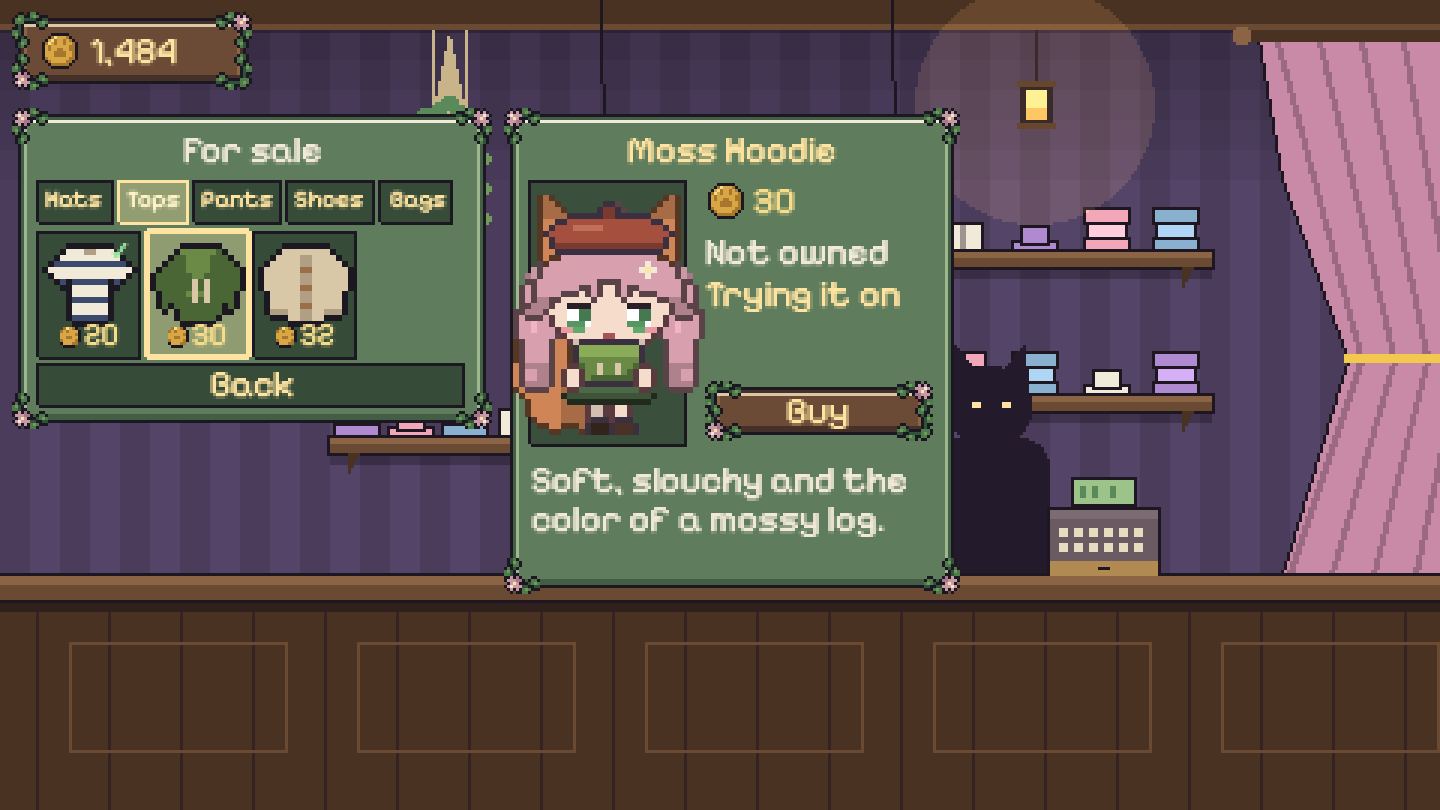 1,484
For sale
Hats Tops Pants Shoes Bags
20 30 32
Back
Moss Hoodie
30
Not owned
Trying it on
Buy
Soft, slouchy and the
color of a mossy log.